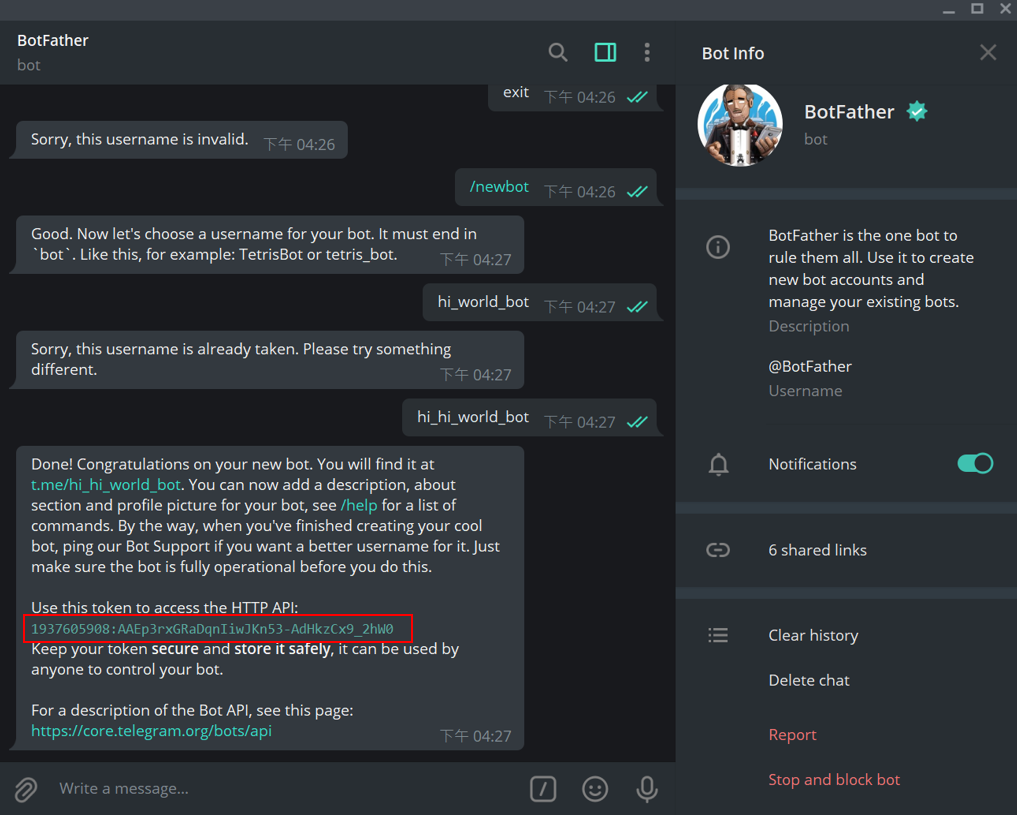 BotFather
bot
exit 下午 04:26
Sorry, this username is invalid. 下午 04:26
/newbot 下午 04:26
Good. Now let's choose a username for your bot. It must end in
`bot`. Like this, for example: TetrisBot or tetris_bot. 下午 04:27
hi_world_bot 下午 04:27
Sorry, this username is already taken. Please try something
different. 下午 04:27
hi_hi_world_bot 下午 04:27
Done! Congratulations on your new bot. You will find it at
t.me/hi_hi_world_bot. You can now add a description, about
section and profile picture for your bot, see /help for a list of
commands. By the way, when you've finished creating your cool
bot, ping our Bot Support if you want a better username for it. Just
make sure the bot is fully operational before you do this.
Use this token to access the HTTP API:
1937605908:AAEp3rxGRaDqnIiwJKn53-AdHkzCx9_2hW0
Keep your token secure and store it safely, it can be used by
anyone to control your bot.
For a description of the Bot API, see this page:
https://core.telegram.org/bots/api 下午 04:27
Write a message...
Bot Info
BotFather
bot
BotFather is the one bot to
rule them all. Use it to create
new bot accounts and
manage your existing bots.
Description
@BotFather
Username
Notifications
6 shared links
Clear history
Delete chat
Report
Stop and block bot